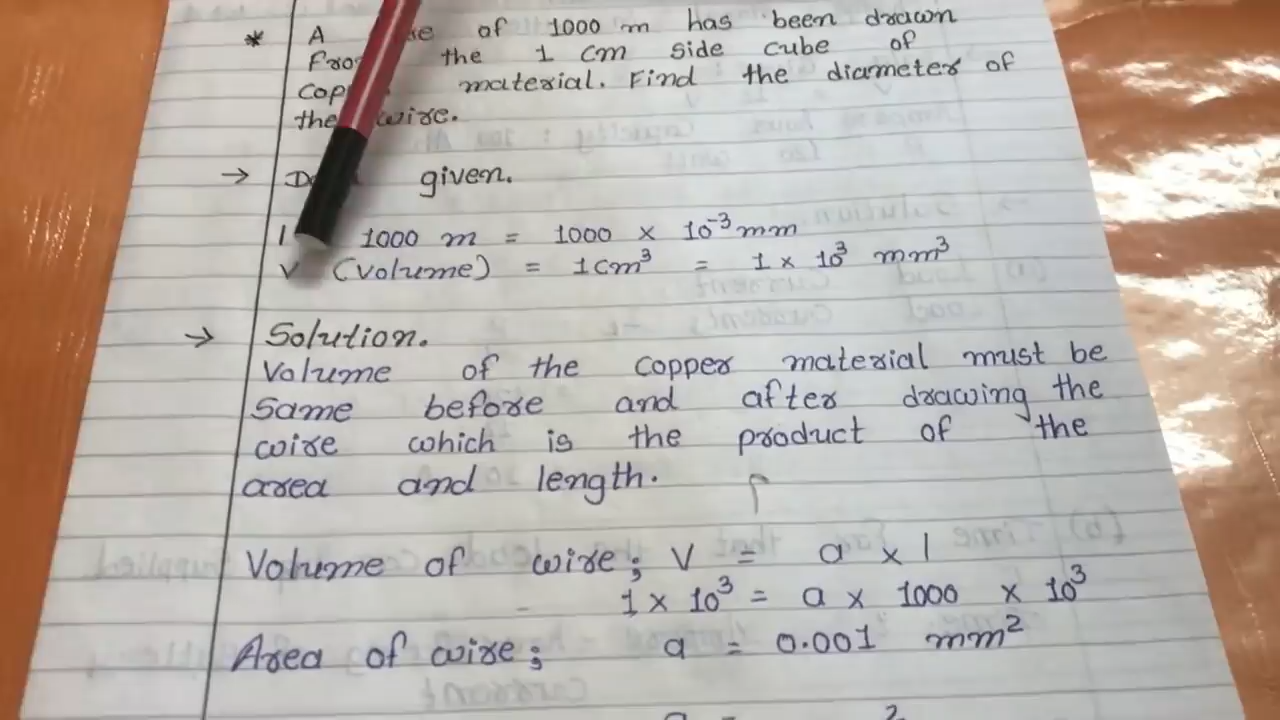 * A of 1000 m has been drawn
the 1 cm side cube of
material. Find the diameter of
the wire.
→ given.
l 1000 m = 1000 × 10⁻³ mm
V (Volume) = 1 cm³ = 1 × 10³ mm³
→ Solution.
Volume of the copper material must be
same before and after drawing the
wire which is the product of the
area and length.
Volume of wire; V = a × l
1 × 10³ = a × 1000 × 10³
Area of wire; a = 0.001 mm²